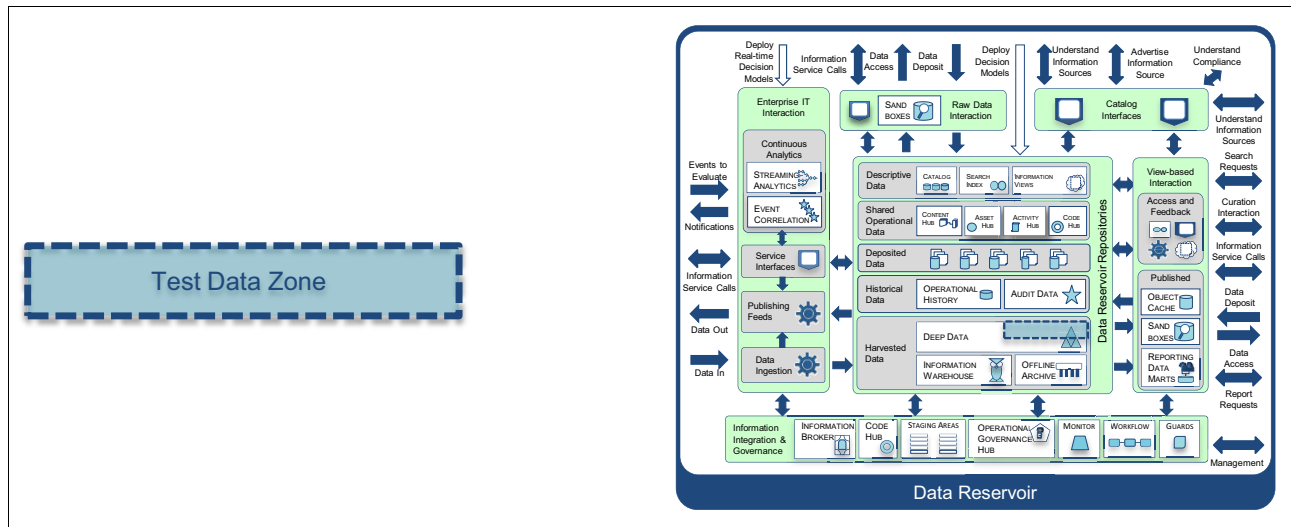 Test Data Zone
Deploy
Real-time
Decision
Models
Information
Service Calls
Data
Access
Data
Deposit
Deploy
Decision
Models
Understand
Information
Sources
Advertise
Information
Source
Understand
Compliance
Enterprise IT
Interaction
SAND
BOXES
Raw Data
Interaction
Catalog
Interfaces
Understand
Information
Sources
Continuous
Analytics
STREAMING
ANALYTICS
EVENT
CORRELATION
Events to
Evaluate
Notifications
Service
Interfaces
Information
Service Calls
Publishing
Feeds
Data Out
Data
Ingestion
Data In
Descriptive
Data
CATALOG
SEARCH
INDEX
INFORMATION
VIEWS
Shared
Operational
Data
CONTENT
HUB
ASSET
HUB
ACTIVITY
HUB
CODE
HUB
Deposited
Data
Historical
Data
OPERATIONAL
HISTORY
AUDIT DATA
Harvested
Data
DEEP DATA
INFORMATION
WAREHOUSE
OFFLINE
ARCHIVE
Data Reservoir Repositories
View-based
Interaction
Access and
Feedback
Published
OBJECT
CACHE
SAND
BOXES
REPORTING
DATA
MARTS
Search
Requests
Curation
Interaction
Information
Service Calls
Data
Deposit
Data
Access
Report
Requests
Information
Integration &
Governance
INFORMATION
BROKER
CODE
HUB
STAGING AREAS
OPERATIONAL
GOVERNANCE
HUB
MONITOR
WORKFLOW
GUARDS
Management
Data Reservoir